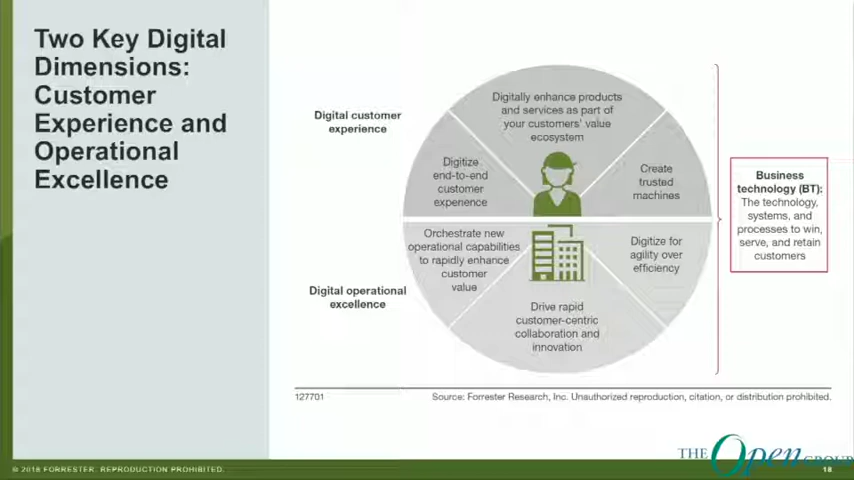 Two Key Digital
Dimensions:
Customer
Experience and
Operational
Excellence
Digital customer
experience
Digitally enhance products
and services as part of
your customers' value
ecosystem
Digitize
end-to-end
customer
experience
Create
trusted
machines
Business
technology (BT):
The technology,
systems, and
processes to win,
serve, and retain
customers
Orchestrate new
operational capabilities
to rapidly enhance
customer
value
Digitize for
agility over
efficiency
Digital operational
excellence
Drive rapid
customer-centric
collaboration and
innovation
127701
Source: Forrester Research, Inc. Unauthorized reproduction, citation, or distribution prohibited.
© 2018 FORRESTER. REPRODUCTION PROHIBITED.
THE Open GROUP
18